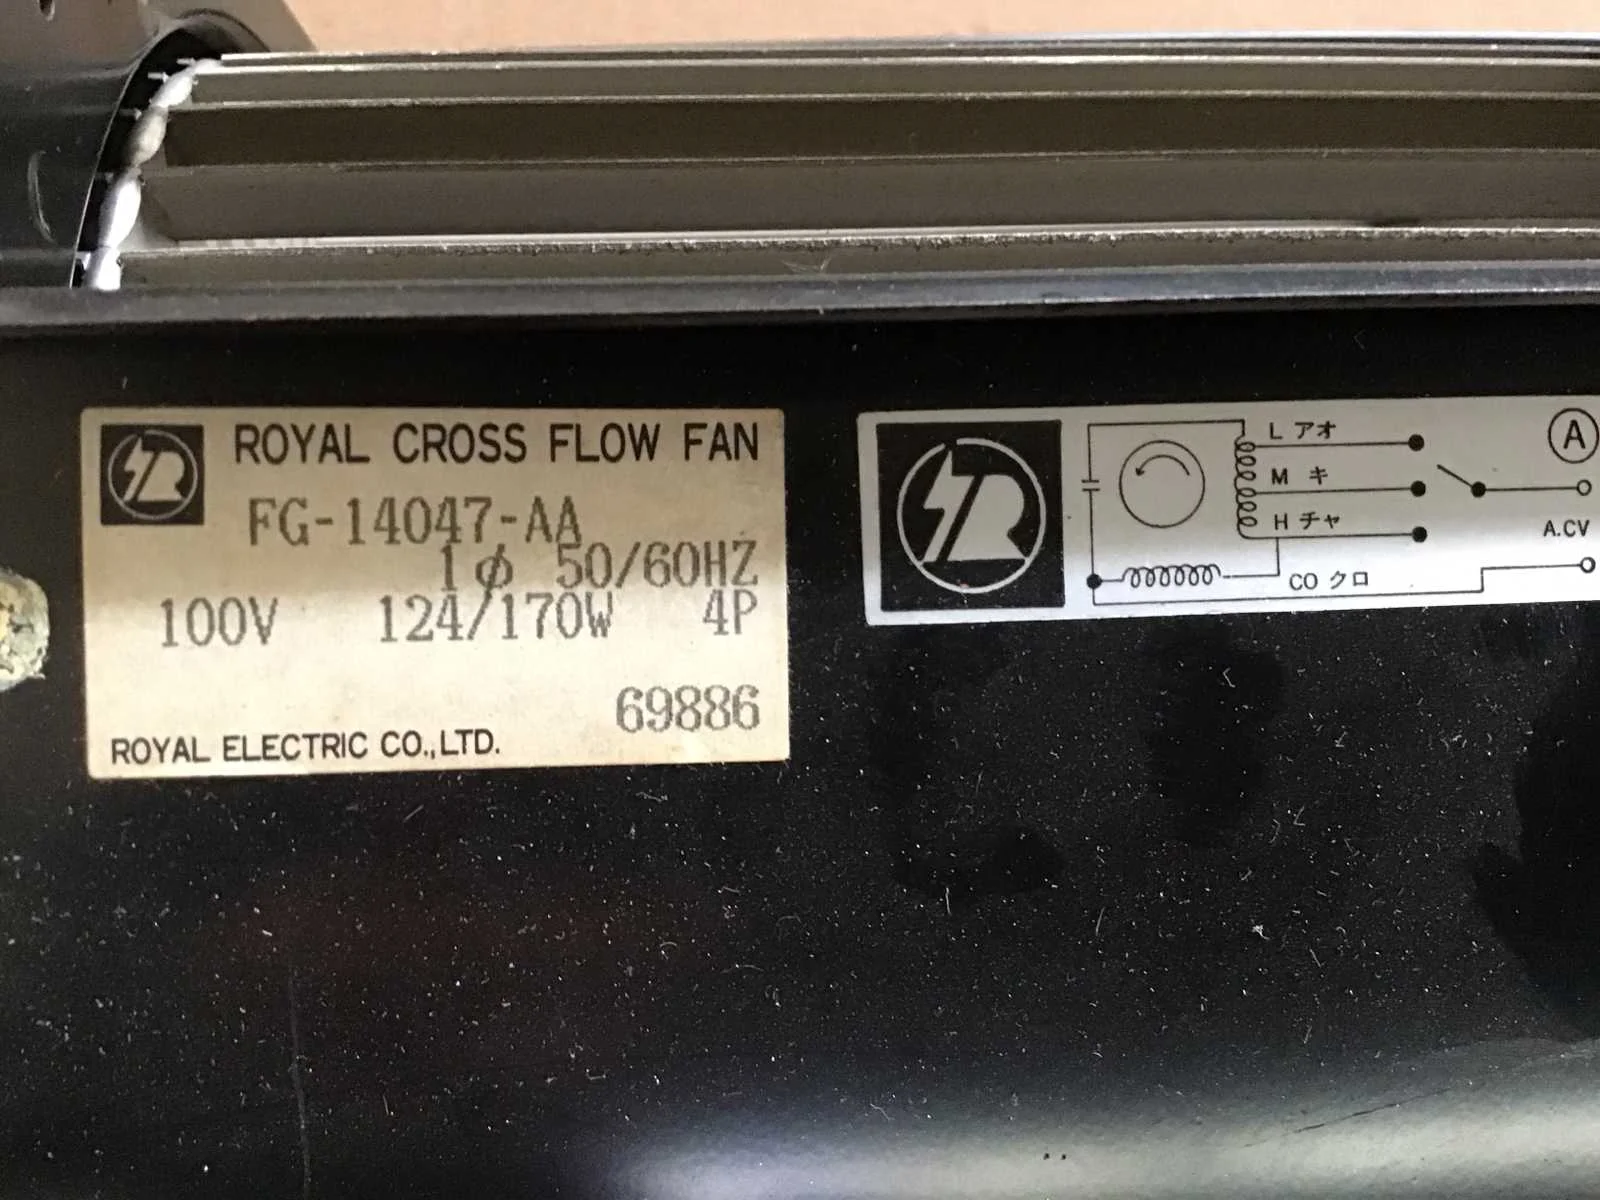 ROYAL CROSS FLOW FAN
FG-14047-AA
1φ 50/60HZ
100V 124/170W 4P
69886
ROYAL ELECTRIC CO.,LTD.
L アオ
A
M キ
H チャ
A.CV
CO クロ